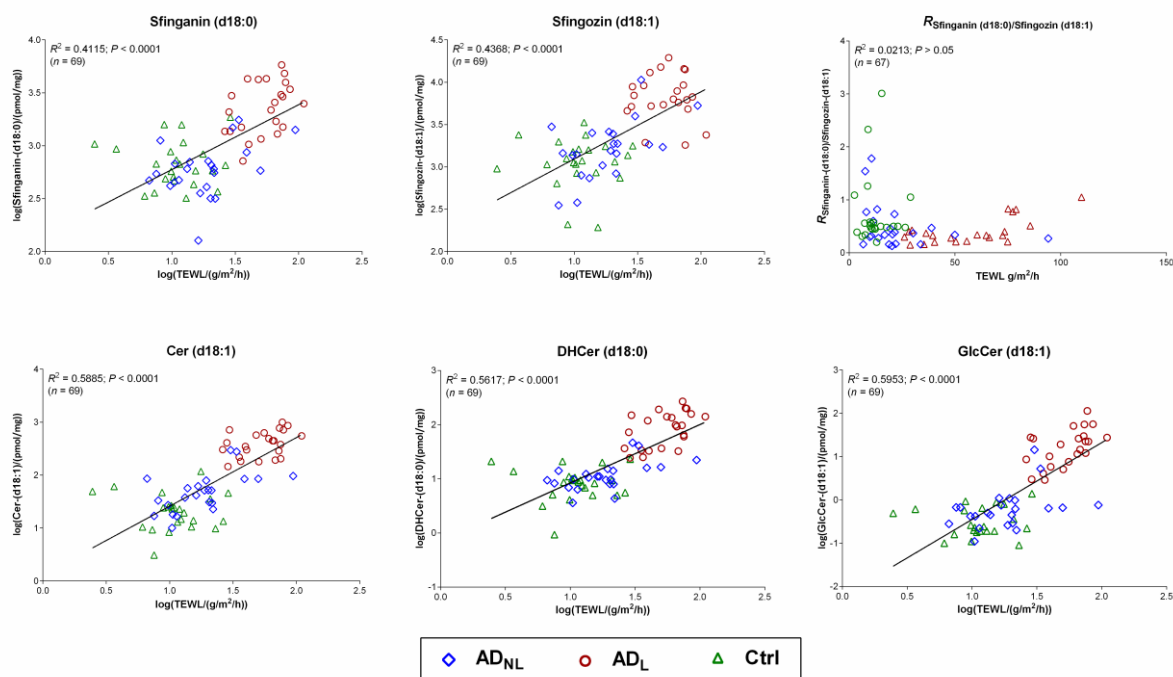 Sfinganin (d18:0)
R² = 0.4115; P < 0.0001
(n = 69)
log(Sfinganin-(d18:0)/(pmol/mg))
4.0
3.5
3.0
2.5
2.0
0.0 0.5 1.0 1.5 2.0 2.5
log(TEWL/(g/m²/h))
Sfingozin (d18:1)
R² = 0.4368; P < 0.0001
(n = 69)
log(Sfingozin-(d18:1)/(pmol/mg))
4.5
4.0
3.5
3.0
2.5
2.0
0.0 0.5 1.0 1.5 2.0 2.5
log(TEWL/(g/m²/h))
RSfinganin (d18:0)/Sfingozin (d18:1)
R² = 0.0213; P > 0.05
(n = 67)
RSfinganin-(d18:0)/Sfingozin-(d18:1)
4
3
2
1
0
0 50 100 150
TEWL g/m²/h
Cer (d18:1)
R² = 0.5885; P < 0.0001
(n = 69)
log(Cer-(d18:1)/(pmol/mg))
4
3
2
1
0
0.0 0.5 1.0 1.5 2.0 2.5
log(TEWL/(g/m²/h))
DHCer (d18:0)
R² = 0.5617; P < 0.0001
(n = 69)
log(DHCer-(d18:0)/(pmol/mg))
3
2
1
0
-1
0.0 0.5 1.0 1.5 2.0 2.5
log(TEWL/(g/m²/h))
GlcCer (d18:1)
R² = 0.5953; P < 0.0001
(n = 69)
log(GlcCer-(d18:1)/(pmol/mg))
3
2
1
0
-1
-2
0.0 0.5 1.0 1.5 2.0 2.5
log(TEWL/(g/m²/h))
ADNL ADL Ctrl